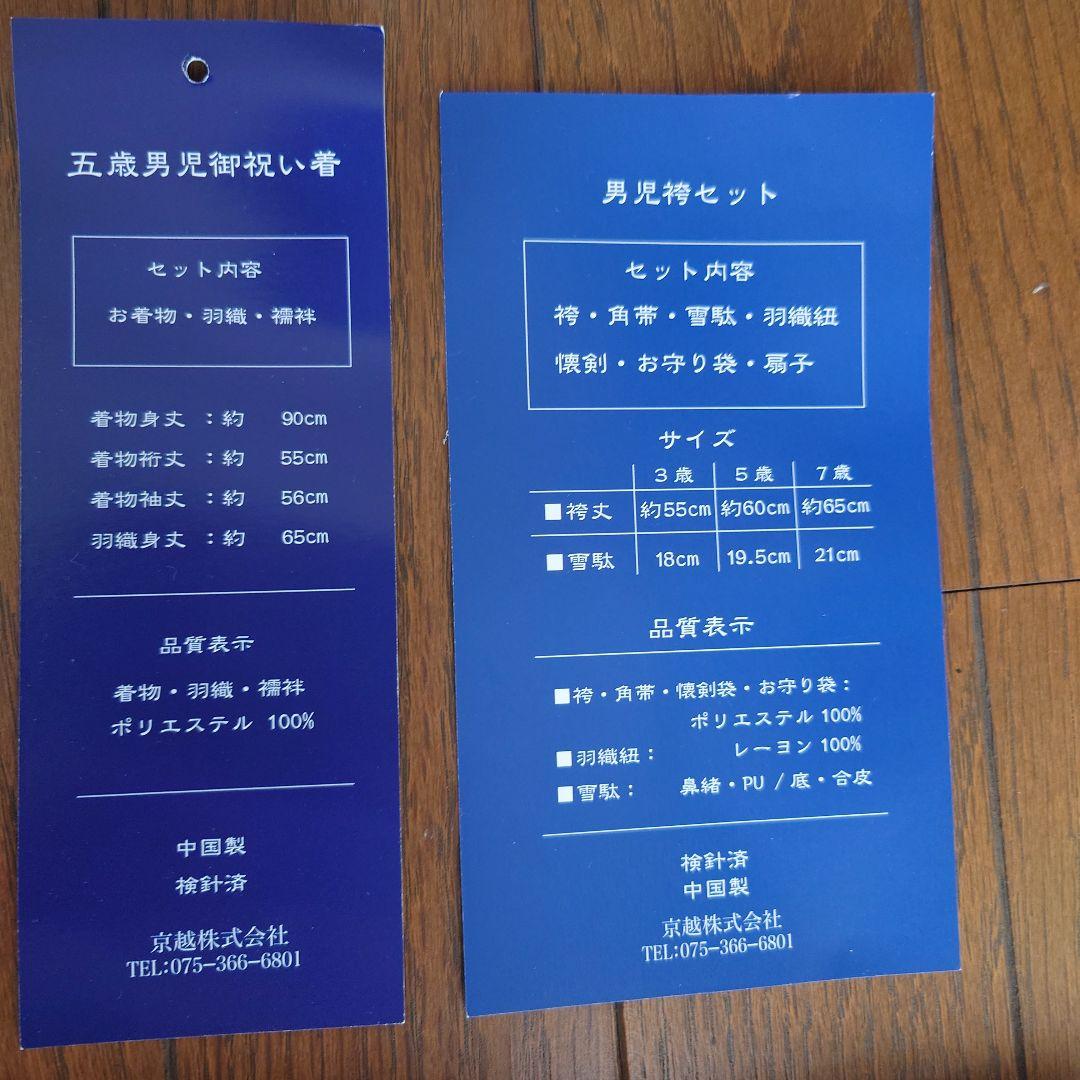 五歳男児御祝い着
セット内容
お着物・羽織・襦袢
着物身丈 ：約 90cm
着物裄丈 ：約 55cm
着物袖丈 ：約 56cm
羽織身丈 ：約 65cm
品質表示
着物・羽織・襦袢
ポリエステル 100%
中国製
検針済
京越株式会社
TEL:075-366-6801
男児袴セット
セット内容
袴・角帯・雪駄・羽織紐
懐剣・お守り袋・扇子
サイズ
3歳 5歳 7歳
■袴丈 約55cm 約60cm 約65cm
■雪駄 18cm 19.5cm 21cm
品質表示
■袴・角帯・懐剣袋・お守り袋：
ポリエステル 100%
■羽織紐： レーヨン 100%
■雪駄： 鼻緒・PU / 底・合皮
検針済
中国製
京越株式会社
TEL:075-366-6801